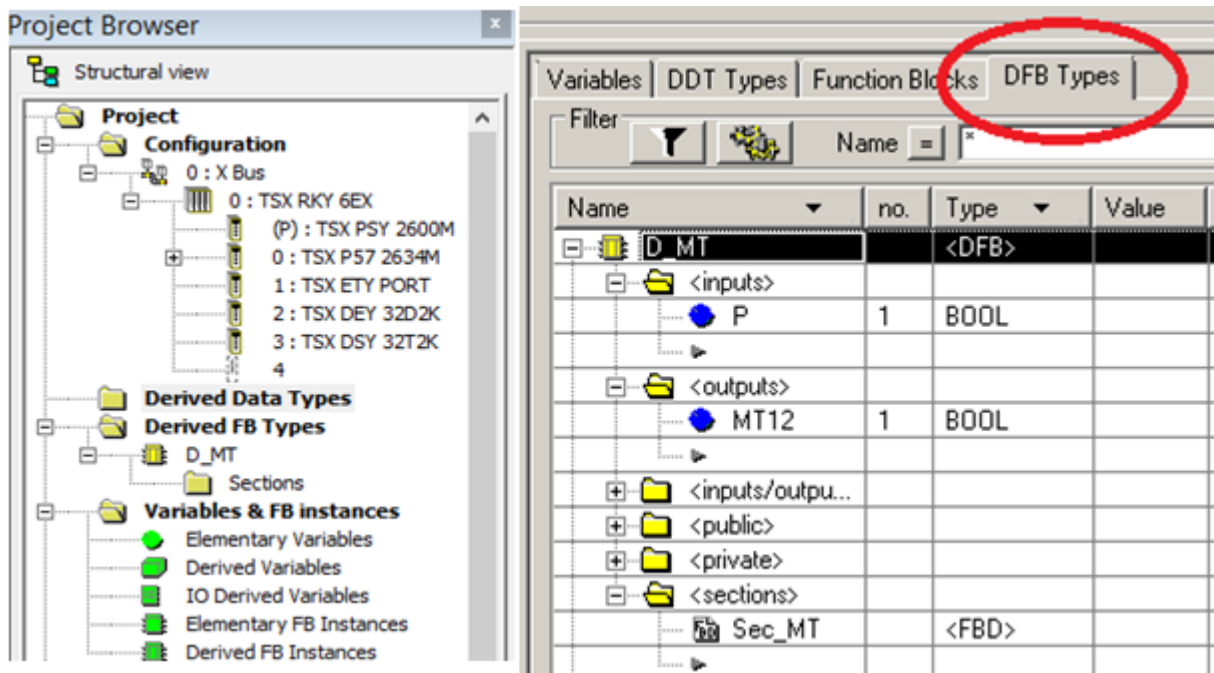 Project Browser
x
Structural view
Project
Configuration
0 : X Bus
0 : TSX RKY 6EX
(P) : TSX PSY 2600M
0 : TSX P57 2634M
1 : TSX ETY PORT
2 : TSX DEY 32D2K
3 : TSX DSY 32T2K
4
Derived Data Types
Derived FB Types
D_MT
Sections
Variables & FB instances
Elementary Variables
Derived Variables
IO Derived Variables
Elementary FB Instances
Derived FB Instances
Variables DDT Types Function Blocks DFB Types
Filter
Name = *
Name no. Type Value
D_MT <DFB>
<inputs>
P 1 BOOL
<outputs>
MT12 1 BOOL
<inputs/outpu...
<public>
<private>
<sections>
Sec_MT <FBD>